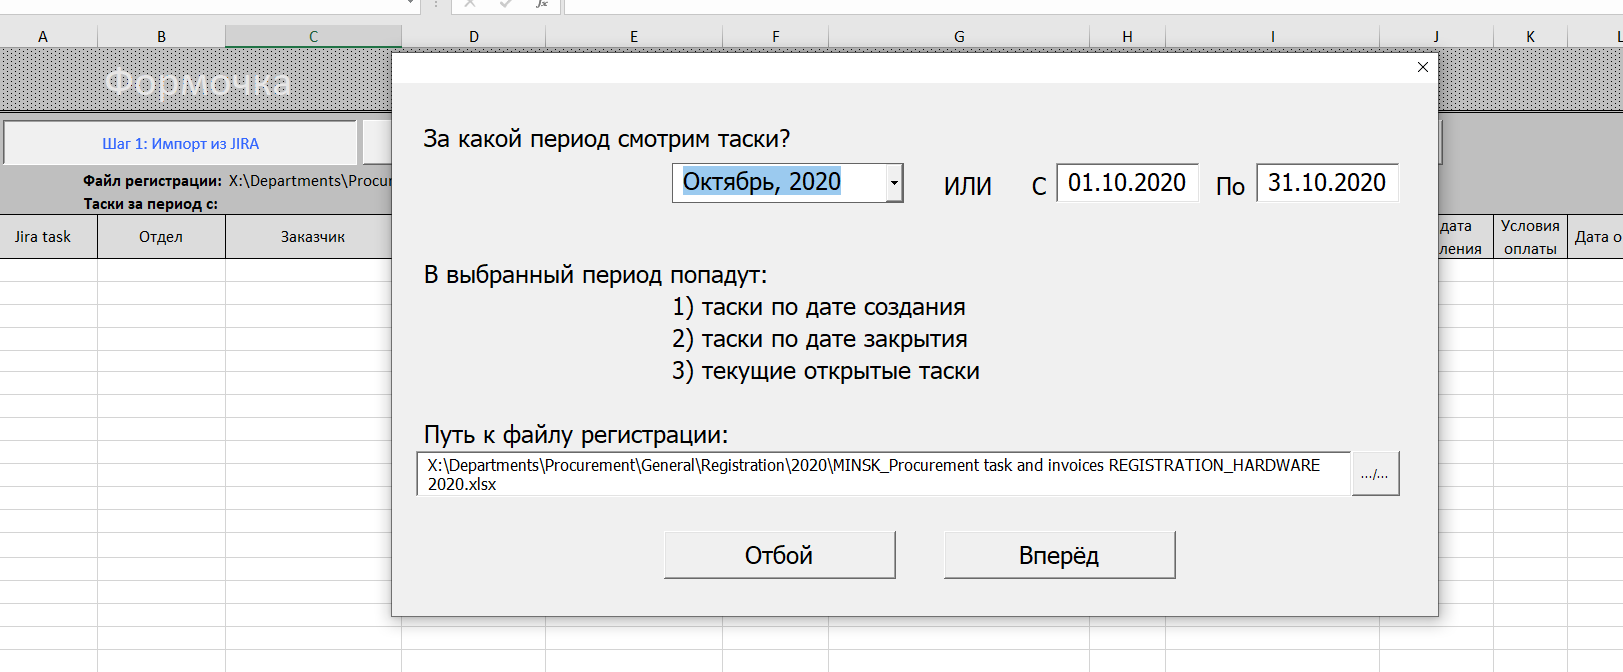 fx
A B C D E F G H I J K L
Формочка
Шаг 1: Импорт из JIRA
Файл регистрации: X:\Departments\Procur
Таски за период с:
Jira task Отдел Заказчик дата ления Условия оплаты Дата о
За какой период смотрим таски?
Октябрь, 2020 ИЛИ С 01.10.2020 По 31.10.2020
В выбранный период попадут:
1) таски по дате создания
2) таски по дате закрытия
3) текущие открытые таски
Путь к файлу регистрации:
X:\Departments\Procurement\General\Registration\2020\MINSK_Procurement task and invoices REGISTRATION_HARDWARE
2020.xlsx
.../...
Отбой Вперёд